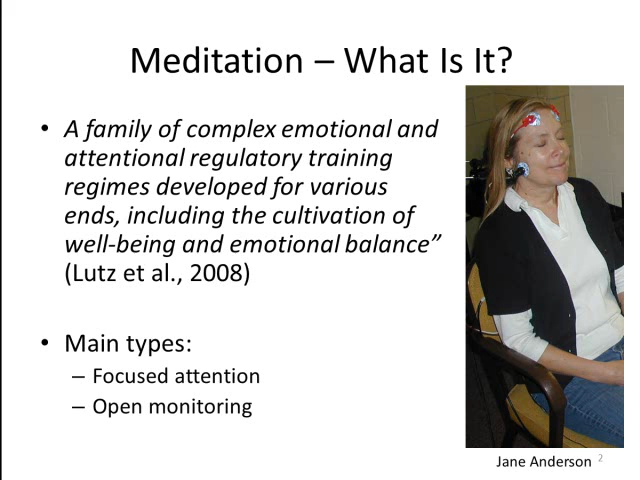 Meditation – What Is It?
• A family of complex emotional and
attentional regulatory training
regimes developed for various
ends, including the cultivation of
well-being and emotional balance”
(Lutz et al., 2008)
• Main types:
– Focused attention
– Open monitoring
Jane Anderson 2